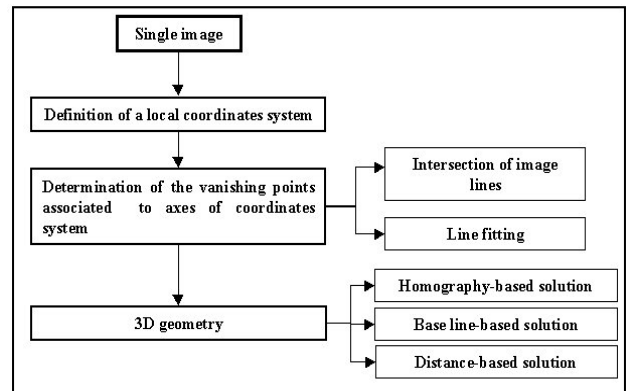 Single image
Definition of a local coordinates system
Determination of the vanishing points
associated to axes of coordinates
system
Intersection of image
lines
Line fitting
3D geometry
Homography-based solution
Base line-based solution
Distance-based solution